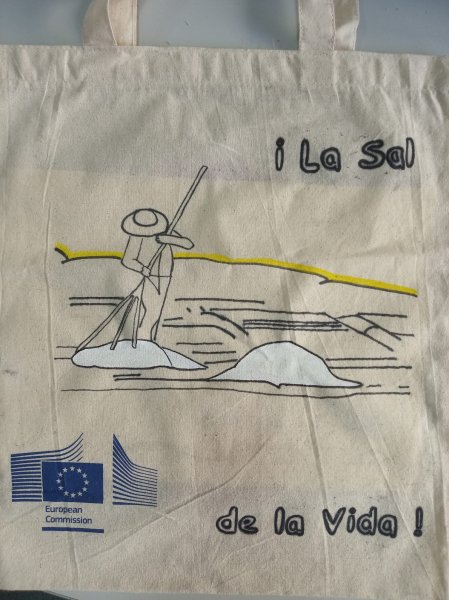 ¡ La Sal
de la Vida !
European
Commission